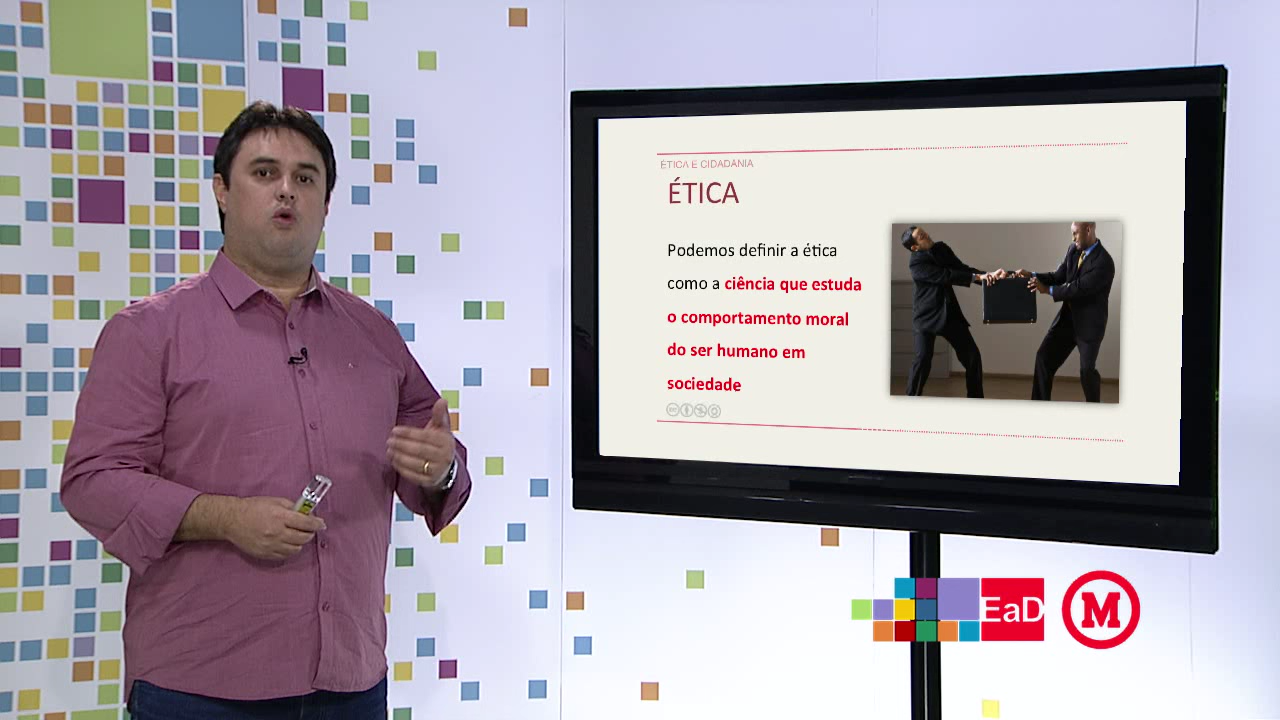 ÉTICA E CIDADANIA
ÉTICA
Podemos definir a ética
como a ciência que estuda
o comportamento moral
do ser humano em
sociedade
EaD
M